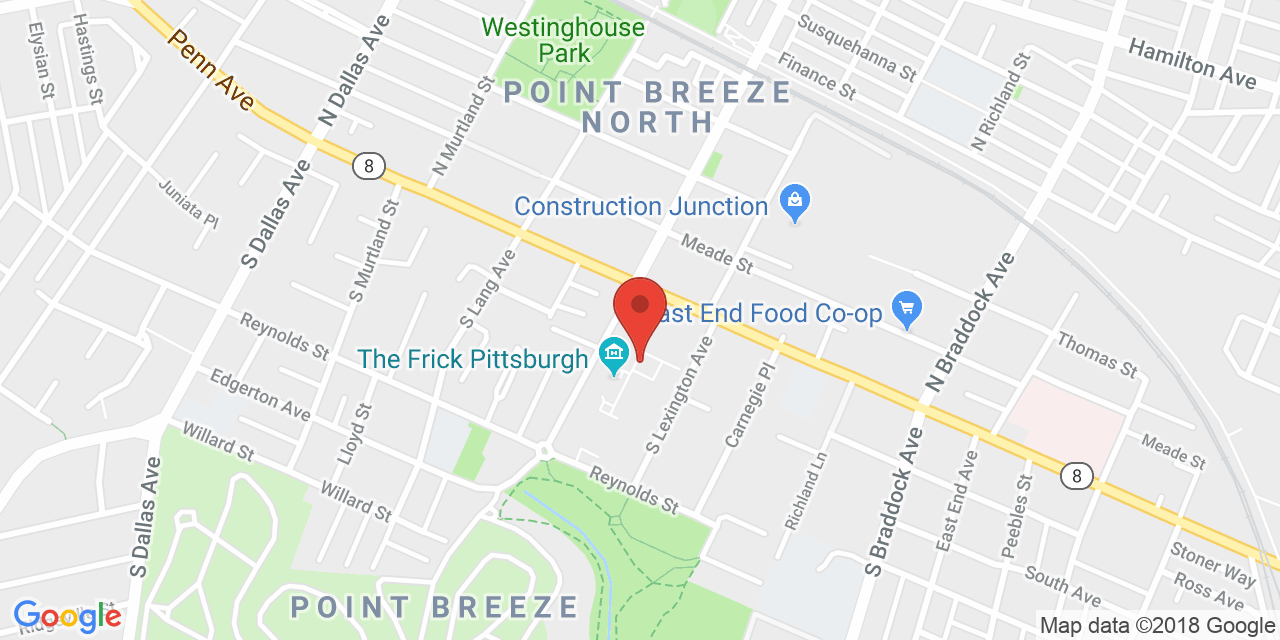 Westinghouse
Park
Susquehanna St
Finance St
Hamilton Ave
Elysian St
Hastings St
Penn Ave
N Dallas Ave
POINT BREEZE
NORTH
N Richland St
N Murtland St
8
Juniata Pl
S Dallas Ave
S Murtland St
Construction Junction
Meade St
S Lang Ave
East End Food Co-op
N Braddock Ave
Thomas St
Reynolds St
The Frick Pittsburgh
Edgerton Ave
S Lexington Ave
Carnegie Pl
Willard St
Lloyd St
Meade St
8
Reynolds St
Richland Ln
Willard St
S Dallas Ave
S Braddock Ave
East End Ave
Peebles St
South Ave
Stoner Way
Ross Ave
POINT BREEZE
Google
Map data ©2018 Google